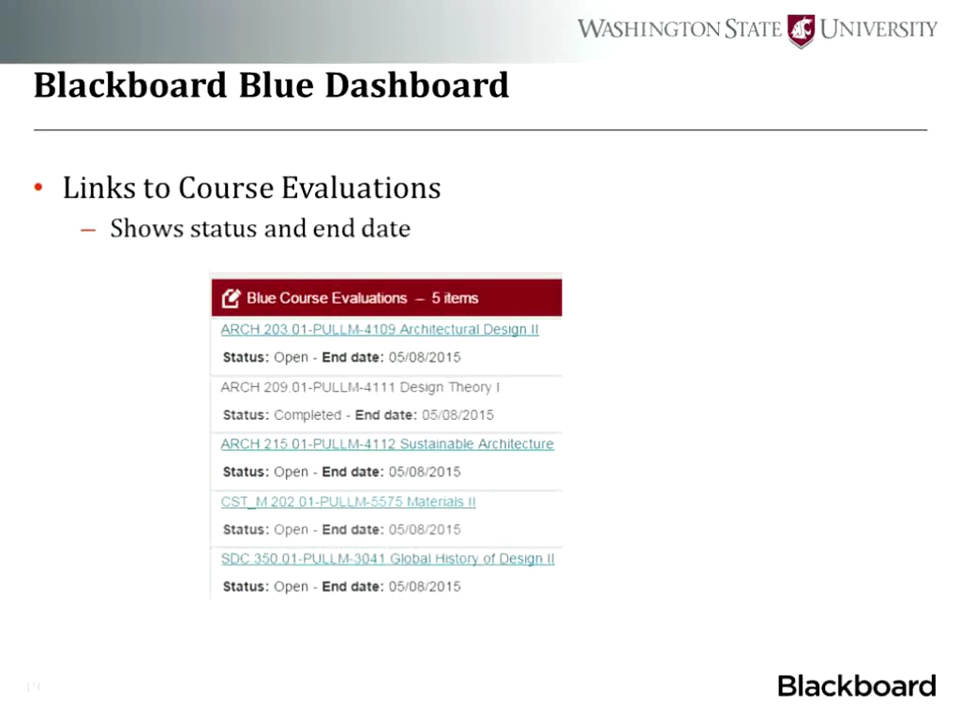 WASHINGTON STATE UNIVERSITY
Blackboard Blue Dashboard
• Links to Course Evaluations
– Shows status and end date
Blue Course Evaluations – 5 items
ARCH 203.01-PULLM-4109 Architectural Design II
Status: Open - End date: 05/08/2015
ARCH 209.01-PULLM-4111 Design Theory I
Status: Completed - End date: 05/08/2015
ARCH 215.01-PULLM-4112 Sustainable Architecture
Status: Open - End date: 05/08/2015
CST_M 202.01-PULLM-5575 Materials II
Status: Open - End date: 05/08/2015
SDC 350.01-PULLM-3041 Global History of Design II
Status: Open - End date: 05/08/2015
Blackboard